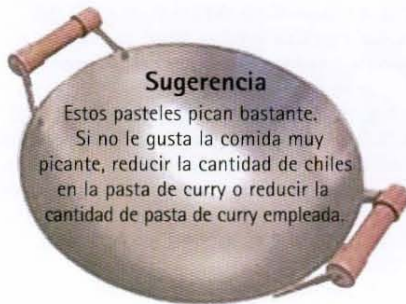 Sugerencia
Estos pasteles pican bastante.
Si no le gusta la comida muy
picante, reducir la cantidad de chiles
en la pasta de curry o reducir la
cantidad de pasta de curry empleada.